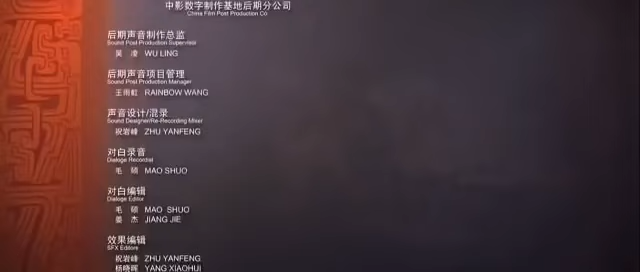 中影数字制作基地后期分公司
China Film Post Production Co
后期声音制作总监
Sound Post-Production Supervisor
吴 凌 WU LING
后期声音项目管理
Sound Post Production Manager
王雨虹 RAINBOW WANG
声音设计/混录
Sound Designer/Re-Recording Mixer
祝岩峰 ZHU YANFENG
对白录音
Dialoge Recordist
毛 硕 MAO SHUO
对白编辑
Dialoge Editor
毛 硕 MAO SHUO
姜 杰 JIANG JIE
效果编辑
SFX Editore
祝岩峰 ZHU YANFENG
杨晓晖 YANG XIAOHUI